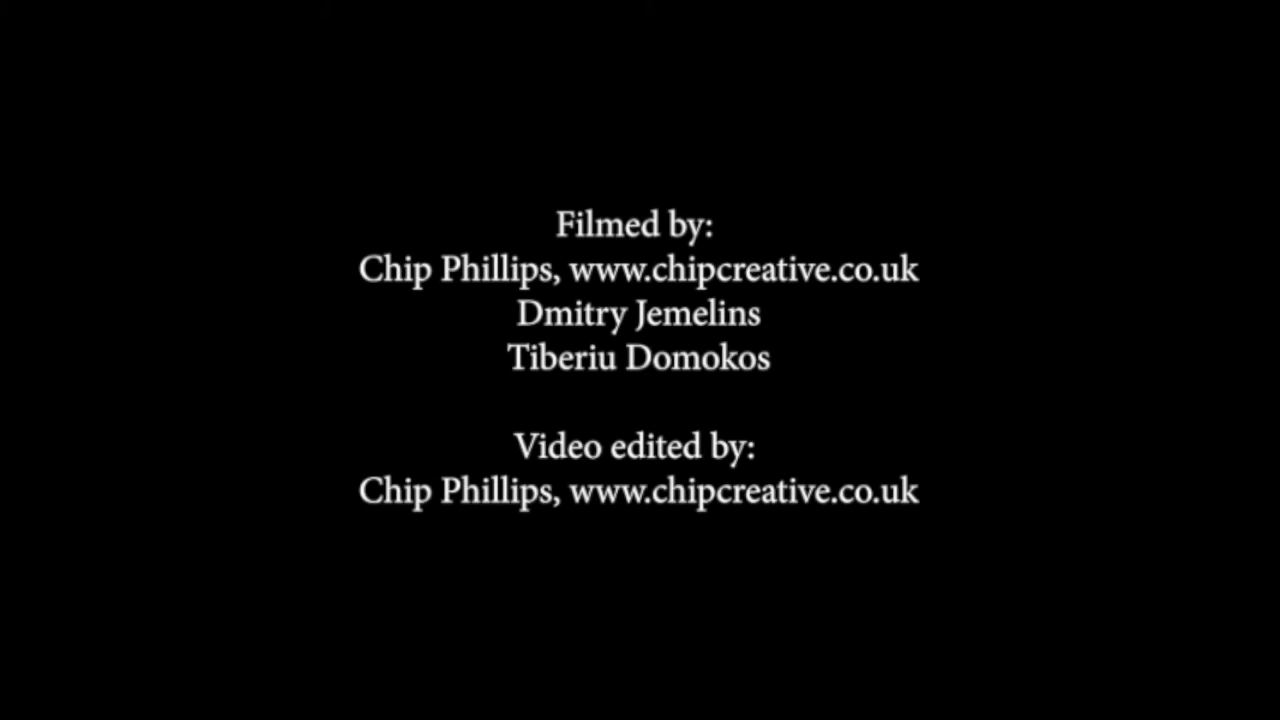 Filmed by:
Chip Phillips, www.chipcreative.co.uk
Dmitry Jemelins
Tiberiu Domokos
Video edited by:
Chip Phillips, www.chipcreative.co.uk